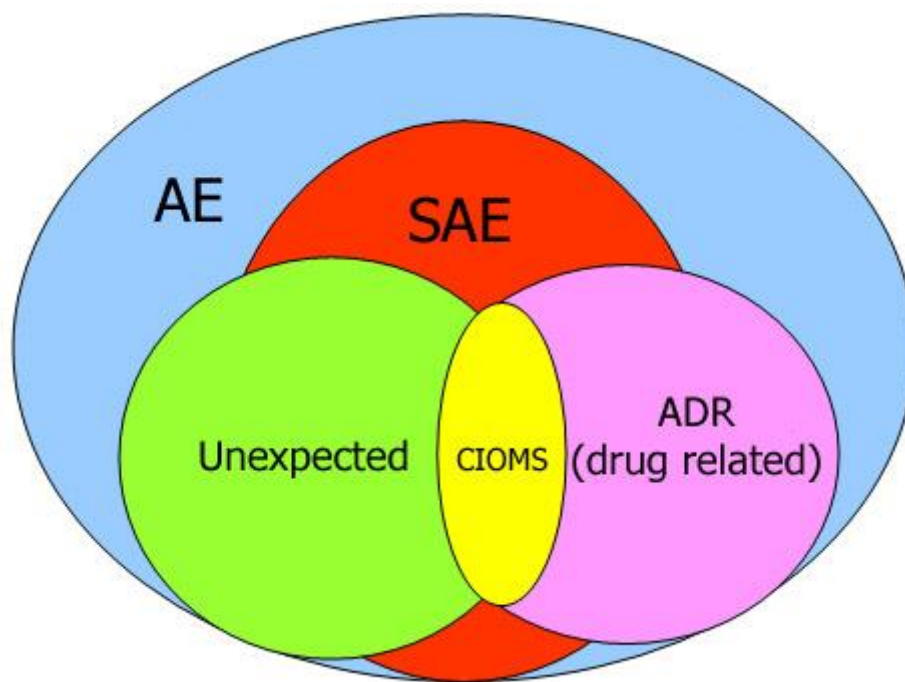 AE
SAE
Unexpected
CIOMS
ADR
(drug related)